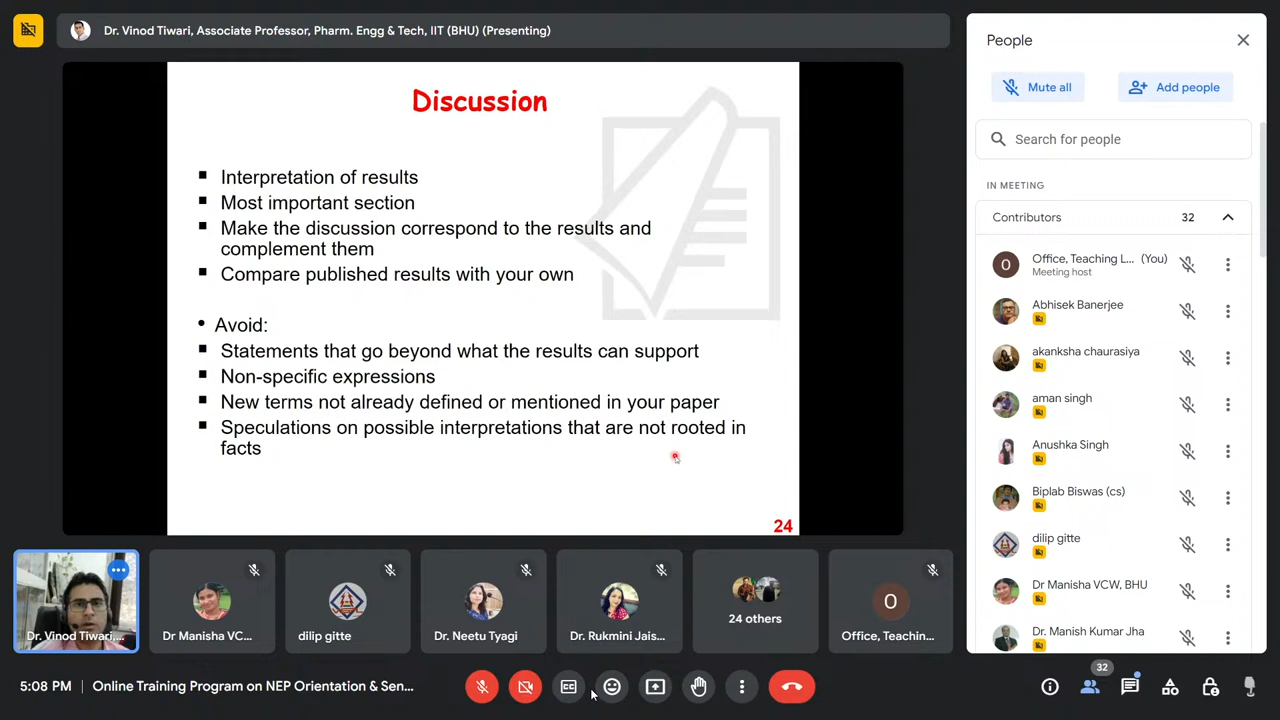 Dr. Vinod Tiwari, Associate Professor, Pharm. Engg & Tech, IIT (BHU) (Presenting)
Discussion
Interpretation of results
Most important section
Make the discussion correspond to the results and
complement them
Compare published results with your own
Avoid:
Statements that go beyond what the results can support
Non-specific expressions
New terms not already defined or mentioned in your paper
Speculations on possible interpretations that are not rooted in
facts
24
Dr. Vinod Tiwari,...
Dr Manisha VC...
dilip gitte
Dr. Neetu Tyagi
Dr. Rukmini Jais...
24 others
O
Office, Teachin...
5:08 PM | Online Training Program on NEP Orientation & Sen...
People
Mute all
Add people
Search for people
IN MEETING
Contributors 32
O
Office, Teaching L... (You)
Meeting host
Abhisek Banerjee
akanksha chaurasiya
aman singh
Anushka Singh
Biplab Biswas (cs)
dilip gitte
Dr Manisha VCW, BHU
Dr. Manish Kumar Jha
32